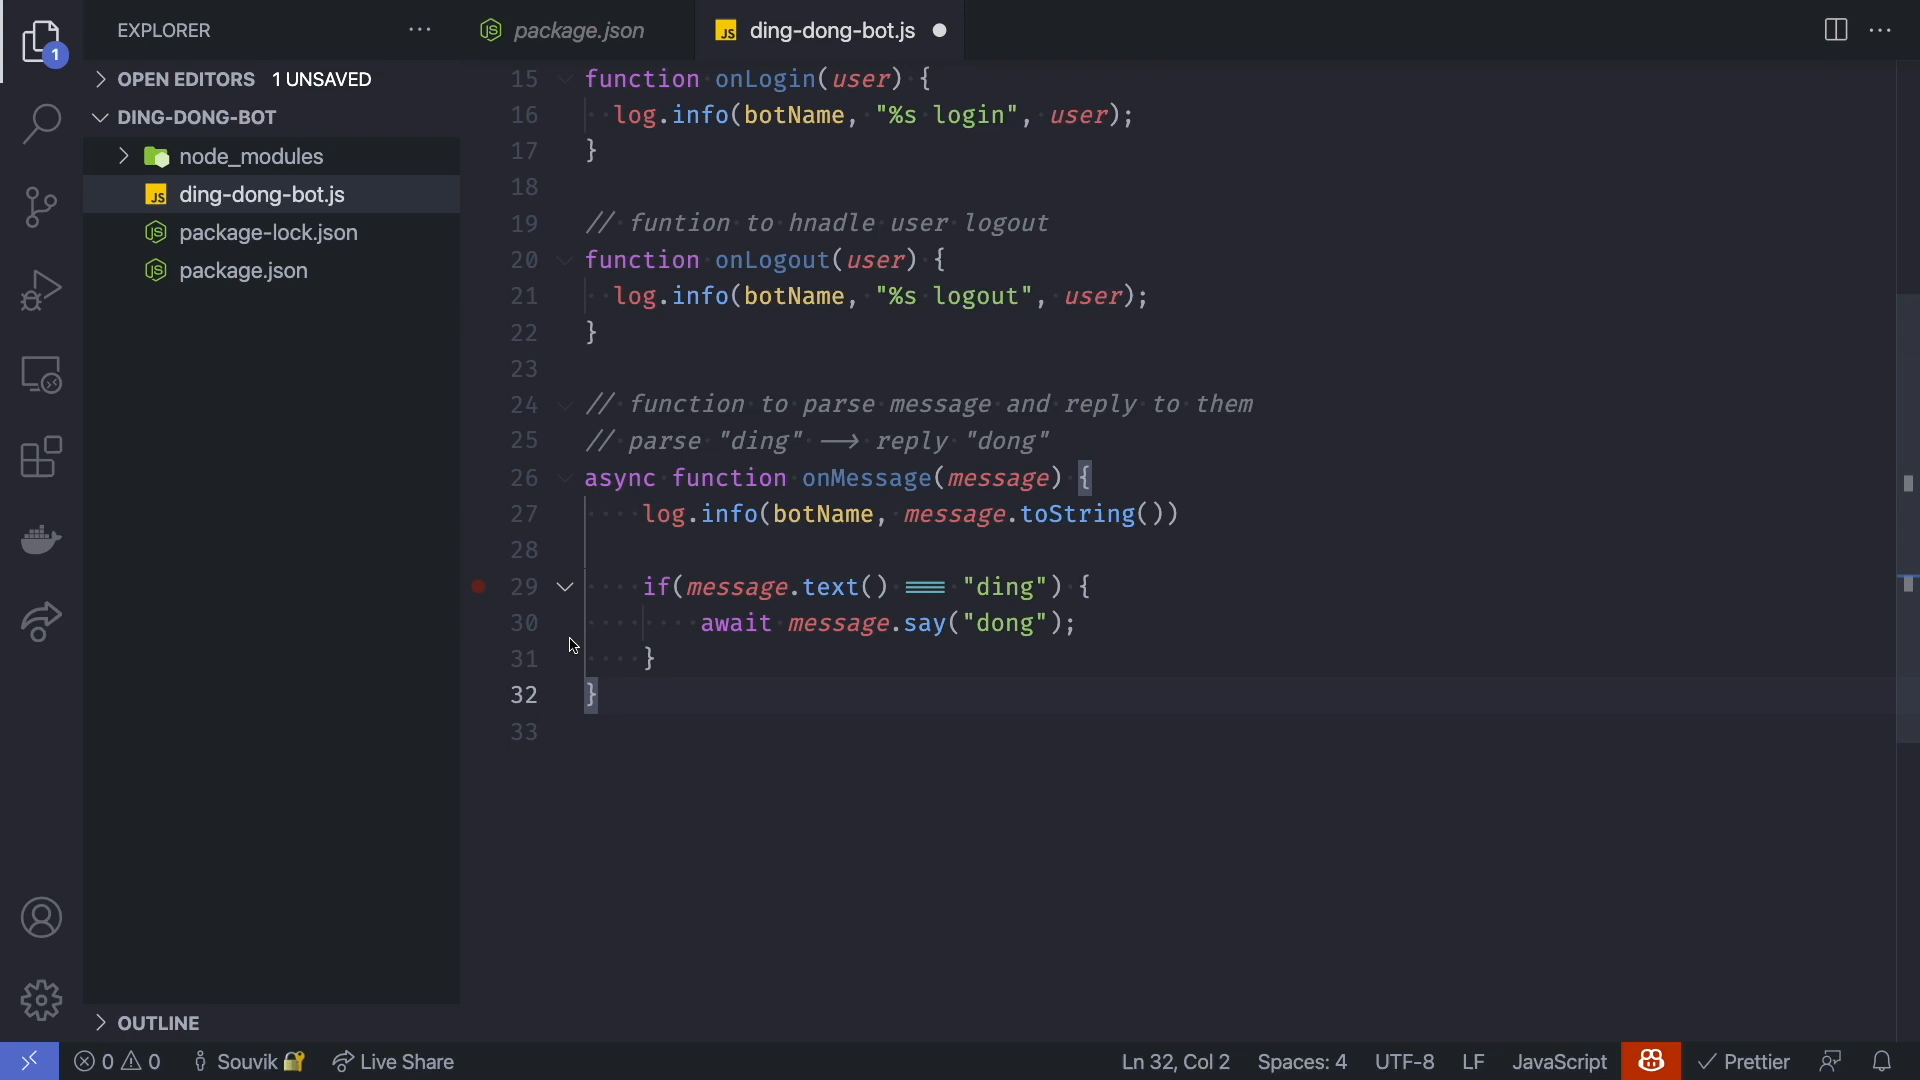 EXPLORER
package.json
JS ding-dong-bot.js
1
OPEN EDITORS 1 UNSAVED
DING-DONG-BOT
node_modules
JS ding-dong-bot.js
package-lock.json
package.json
15 function onLogin(user) {
16 log.info(botName, "%s login", user);
17 }
18
19 // funtion to hnadle user logout
20 function onLogout(user) {
21 log.info(botName, "%s logout", user);
22 }
23
24 // function to parse message and reply to them
25 // parse "ding" --> reply "dong"
26 async function onMessage(message) {
27 log.info(botName, message.toString())
28
29 if(message.text() === "ding") {
30 await message.say("dong");
31 }
32 }
33
OUTLINE
0 0 Souvik Live Share Ln 32, Col 2 Spaces: 4 UTF-8 LF JavaScript Prettier